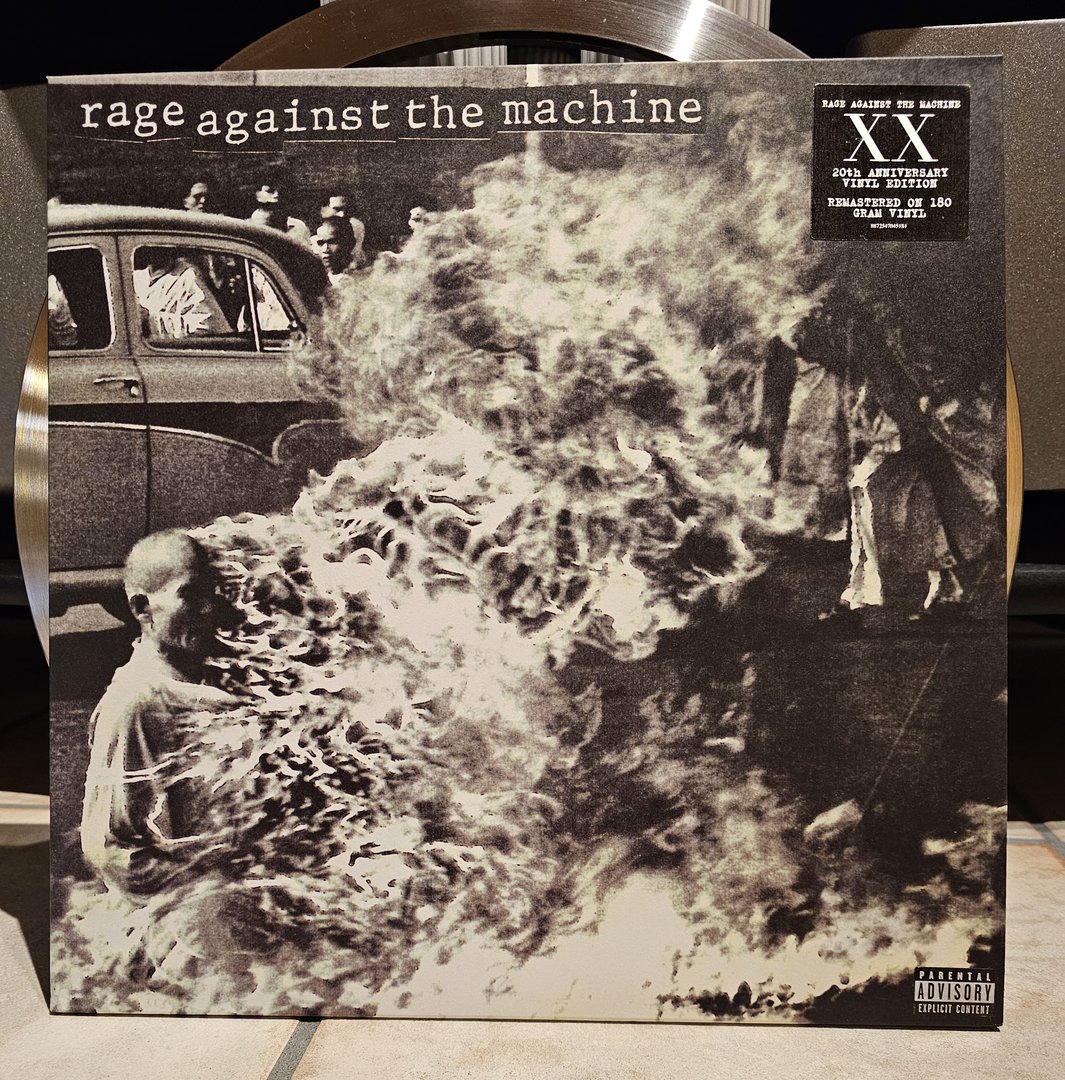 rage against the machine
RAGE AGAINST THE MACHINE
XX
20th ANNIVERSARY
VINYL EDITION
REMASTERED ON 180
GRAM VINYL
PARENTAL
ADVISORY
EXPLICIT CONTENT